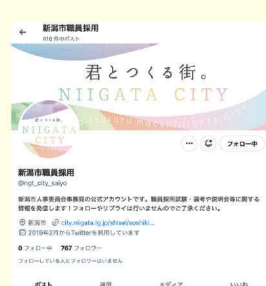 新潟市職員採用
416 件のポスト
君とつくる街。
NIIGATA CITY
君とつくる街。
NIIGATA
CITY
フォロー中
新潟市職員採用
@ngt_city_saiyo
新潟市人事委員会事務局の公式アカウントです。職員採用試験・選考や説明会等に関する
情報を発信します！フォローやリプライは行いませんのでご了承ください。
新潟市 city.niigata.lg.jp/shisei/soshiki...
2019年2月からTwitterを利用しています
0 フォロー中 767 フォロワー
フォローしている人にフォロワーはいません
ポスト 返信 メディア いいね